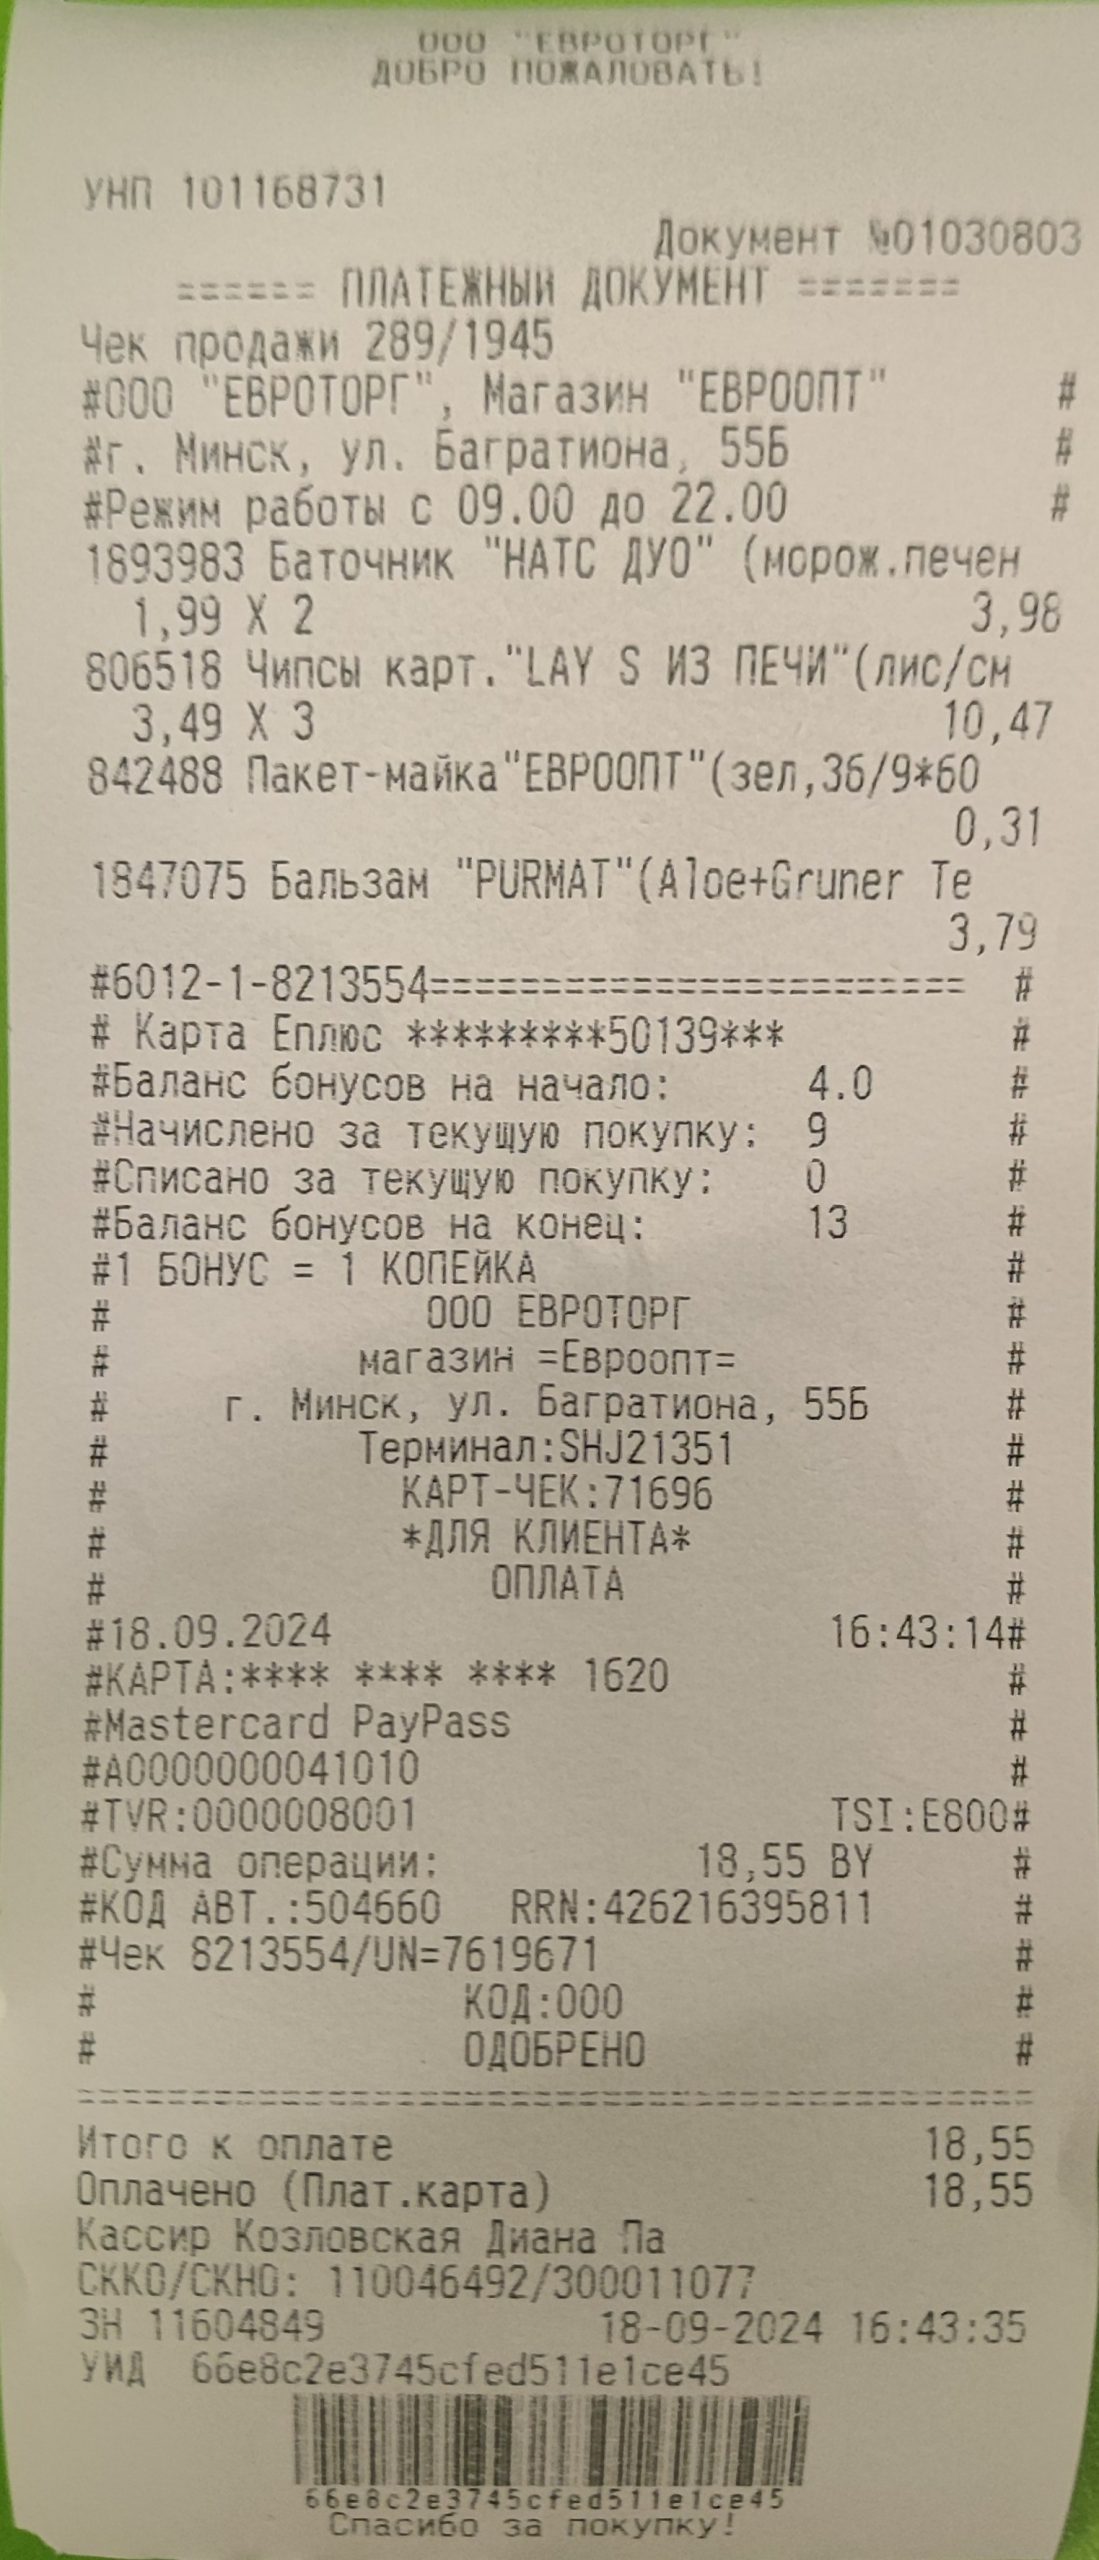 ООО "ЕВРОТОРГ"
ДОБРО ПОЖАЛОВАТЬ!
УНП 101168731
Документ №01030803
====== ПЛАТЕЖНЫЙ ДОКУМЕНТ =======
Чек продажи 289/1945
#ООО "ЕВРОТОРГ", Магазин "ЕВРООПТ" #
#г. Минск, ул. Багратиона, 55Б #
#Режим работы с 09.00 до 22.00 #
1893983 Баточник "НАТС ДУО" (морож.печен
1,99 X 2 3,98
806518 Чипсы карт."LAY S ИЗ ПЕЧИ"(лис/см
3,49 X 3 10,47
842488 Пакет-майка"ЕВРООПТ"(зел,36/9*60
0,31
1847075 Бальзам "PURMAT"(Aloe+Gruner Te
3,79
#6012-1-8213554======================== #
# Карта Еплюс *********50139*** #
#Баланс бонусов на начало: 4.0 #
#Начислено за текущую покупку: 9 #
#Списано за текущую покупку: 0 #
#Баланс бонусов на конец: 13 #
#1 БОНУС = 1 КОПЕЙКА #
# ООО ЕВРОТОРГ #
# магазин =Евроопт= #
# г. Минск, ул. Багратиона, 55Б #
# Терминал:SHJ21351 #
# КАРТ-ЧЕК:71696 #
# *ДЛЯ КЛИЕНТА* #
# ОПЛАТА #
#18.09.2024 16:43:14#
#КАРТА:**** **** **** 1620 #
#Mastercard PayPass #
#A0000000041010 #
#TVR:0000008001 TSI:E800#
#Сумма операции: 18,55 BY #
#КОД АВТ.:504660 RRN:426216395811 #
#Чек 8213554/UN=7619671 #
# КОД:000 #
# ОДОБРЕНО #
========================================
Итого к оплате 18,55
Оплачено (Плат.карта) 18,55
Кассир Козловская Диана Па
СККО/СКНО: 110046492/300011077
ЗН 11604849 18-09-2024 16:43:35
УИД 66e8c2e3745cfed511e1ce45
66e8c2e3745cfed511e1ce45
Спасибо за покупку!